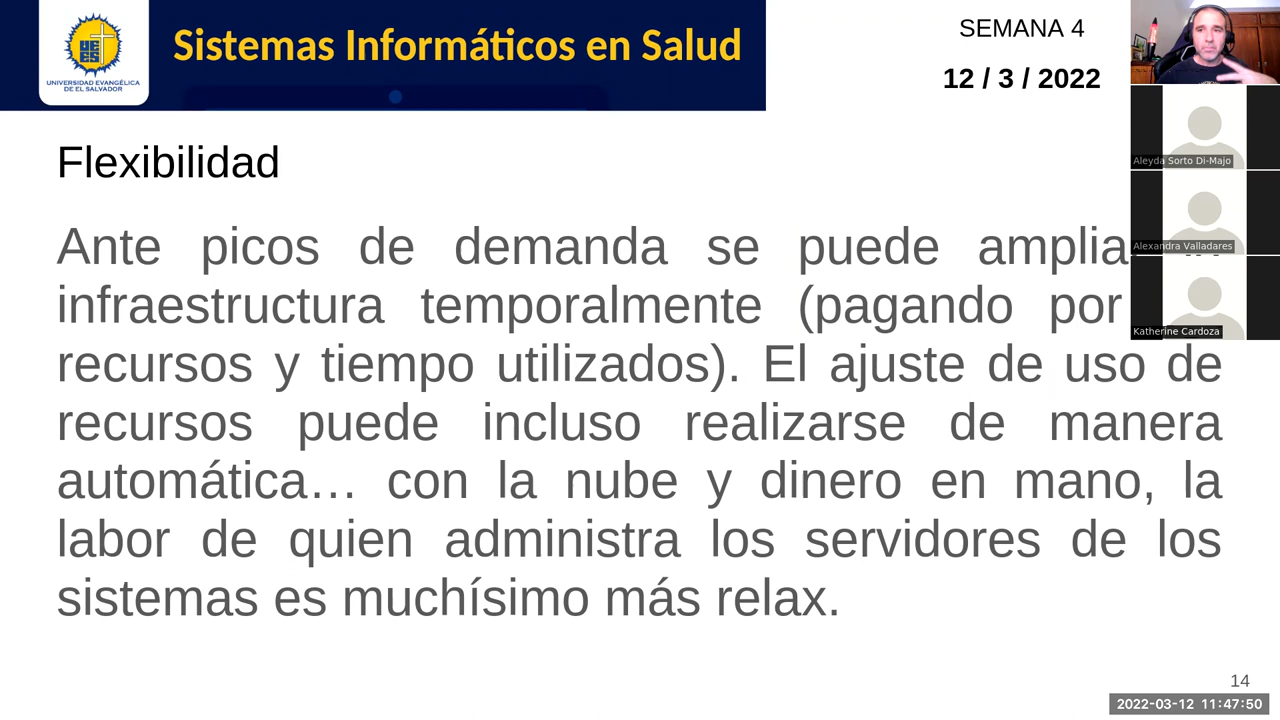 Sistemas Informáticos en Salud
UEES
UNIVERSIDAD EVANGÉLICA
DE EL SALVADOR
SEMANA 4
12 / 3 / 2022
Flexibilidad
Ante picos de demanda se puede ampliar
infraestructura temporalmente (pagando por
recursos y tiempo utilizados). El ajuste de uso de
recursos puede incluso realizarse de manera
automática… con la nube y dinero en mano, la
labor de quien administra los servidores de los
sistemas es muchísimo más relax.
Aleyda Sorto Di-Majo
Alexandra Valladares
Katherine Cardoza
14
2022-03-12 11:47:50